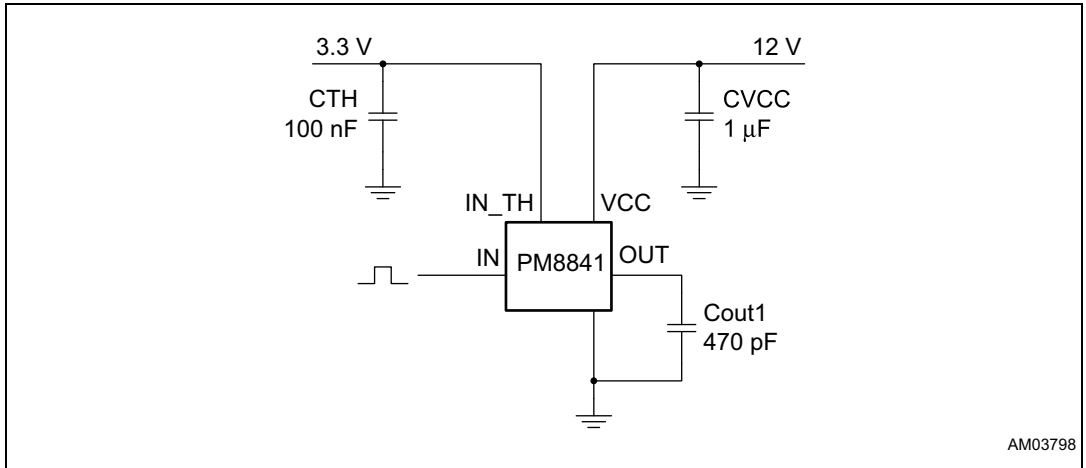 3.3 V
12 V
CTH
100 nF
CVCC
1 μF
IN_TH
VCC
IN
PM8841
OUT
Cout1
470 pF
AM03798